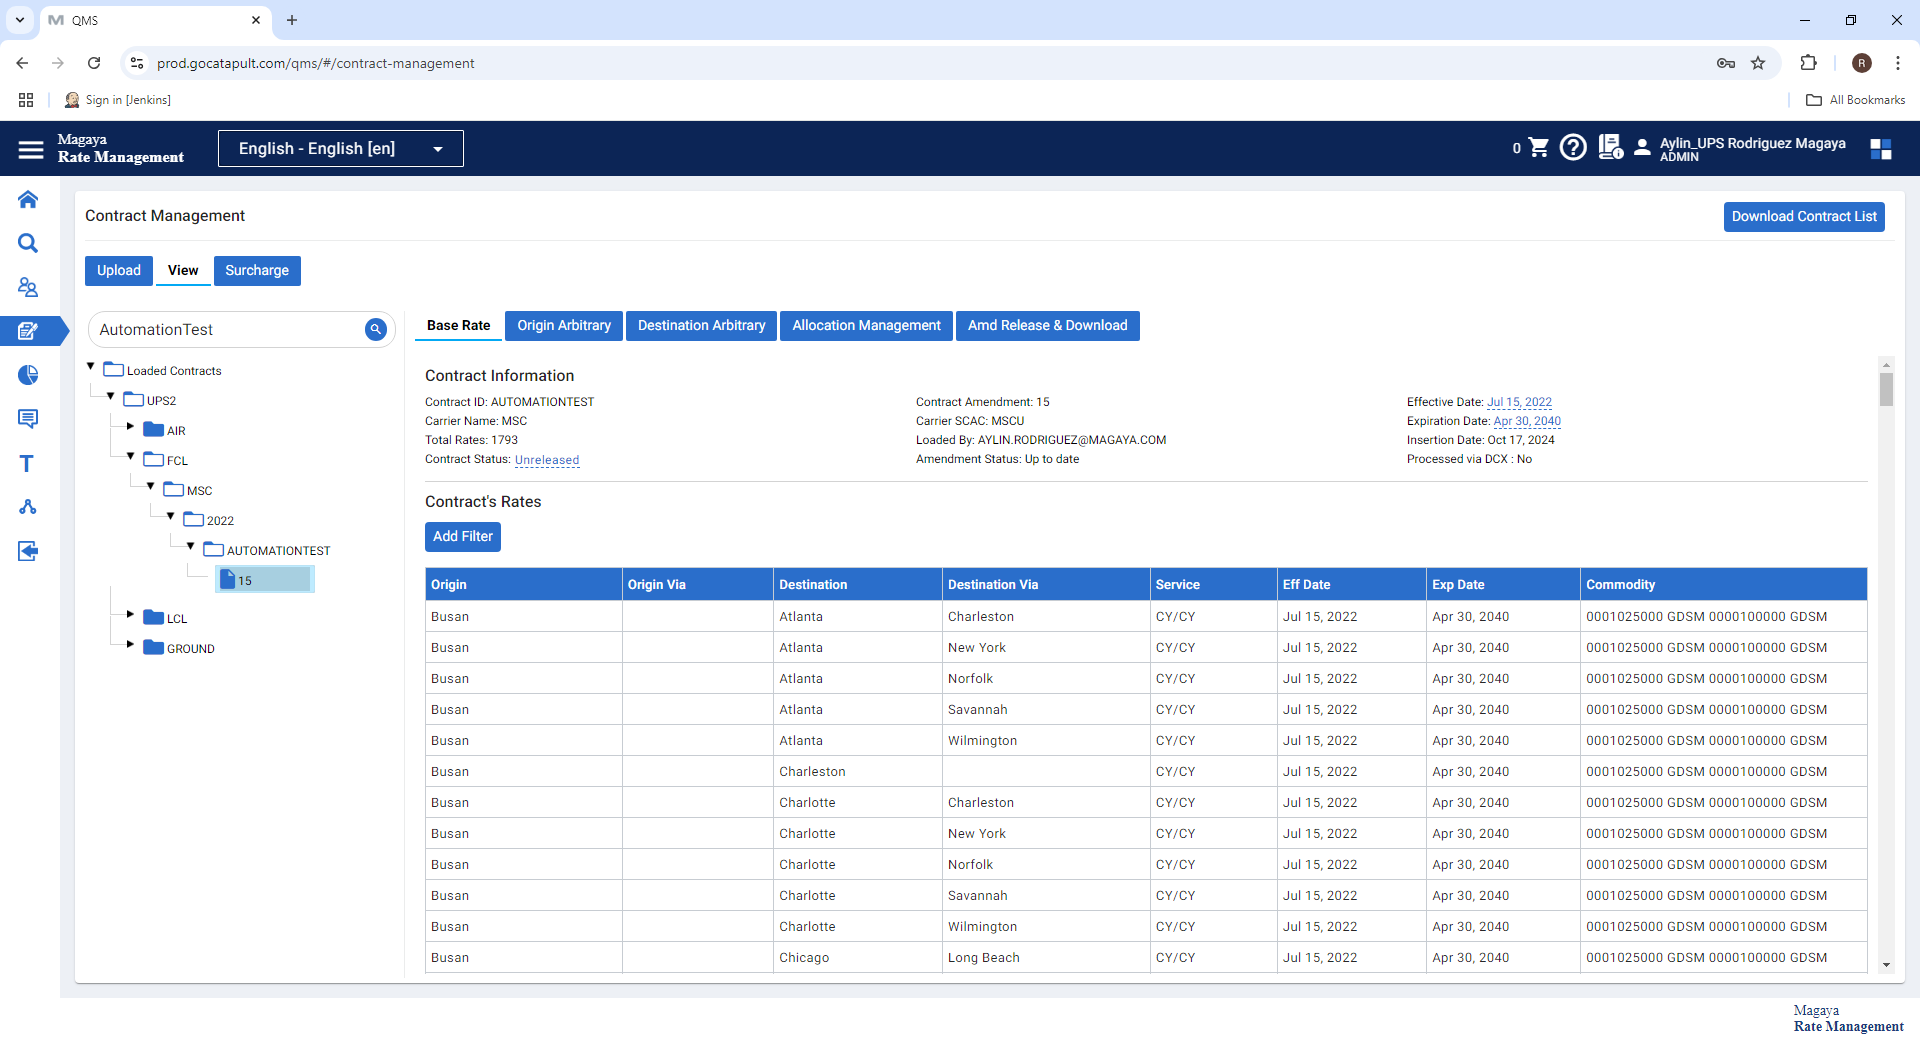 QMS
prod.gocatapult.com/qms/#/contract-management
R
Sign in [Jenkins]
All Bookmarks
Magaya
Rate Management
English - English [en]
0
Aylin_UPS Rodriguez Magaya
ADMIN
Contract Management
Download Contract List
Upload
View
Surcharge
AutomationTest
Loaded Contracts
UPS2
AIR
FCL
MSC
2022
AUTOMATIONTEST
15
LCL
GROUND
Base Rate
Origin Arbitrary
Destination Arbitrary
Allocation Management
Amd Release & Download
Contract Information
Contract ID: AUTOMATIONTEST
Contract Amendment: 15
Effective Date: Jul 15, 2022
Carrier Name: MSC
Carrier SCAC: MSCU
Expiration Date: Apr 30, 2040
Total Rates: 1793
Loaded By: AYLIN.RODRIGUEZ@MAGAYA.COM
Insertion Date: Oct 17, 2024
Contract Status: Unreleased
Amendment Status: Up to date
Processed via DCX : No
Contract's Rates
Add Filter
Origin Origin Via Destination Destination Via Service Eff Date Exp Date Commodity
Busan Atlanta Charleston CY/CY Jul 15, 2022 Apr 30, 2040 0001025000 GDSM 0000100000 GDSM
Busan Atlanta New York CY/CY Jul 15, 2022 Apr 30, 2040 0001025000 GDSM 0000100000 GDSM
Busan Atlanta Norfolk CY/CY Jul 15, 2022 Apr 30, 2040 0001025000 GDSM 0000100000 GDSM
Busan Atlanta Savannah CY/CY Jul 15, 2022 Apr 30, 2040 0001025000 GDSM 0000100000 GDSM
Busan Atlanta Wilmington CY/CY Jul 15, 2022 Apr 30, 2040 0001025000 GDSM 0000100000 GDSM
Busan Charleston CY/CY Jul 15, 2022 Apr 30, 2040 0001025000 GDSM 0000100000 GDSM
Busan Charlotte Charleston CY/CY Jul 15, 2022 Apr 30, 2040 0001025000 GDSM 0000100000 GDSM
Busan Charlotte New York CY/CY Jul 15, 2022 Apr 30, 2040 0001025000 GDSM 0000100000 GDSM
Busan Charlotte Norfolk CY/CY Jul 15, 2022 Apr 30, 2040 0001025000 GDSM 0000100000 GDSM
Busan Charlotte Savannah CY/CY Jul 15, 2022 Apr 30, 2040 0001025000 GDSM 0000100000 GDSM
Busan Charlotte Wilmington CY/CY Jul 15, 2022 Apr 30, 2040 0001025000 GDSM 0000100000 GDSM
Busan Chicago Long Beach CY/CY Jul 15, 2022 Apr 30, 2040 0001025000 GDSM 0000100000 GDSM
Magaya
Rate Management